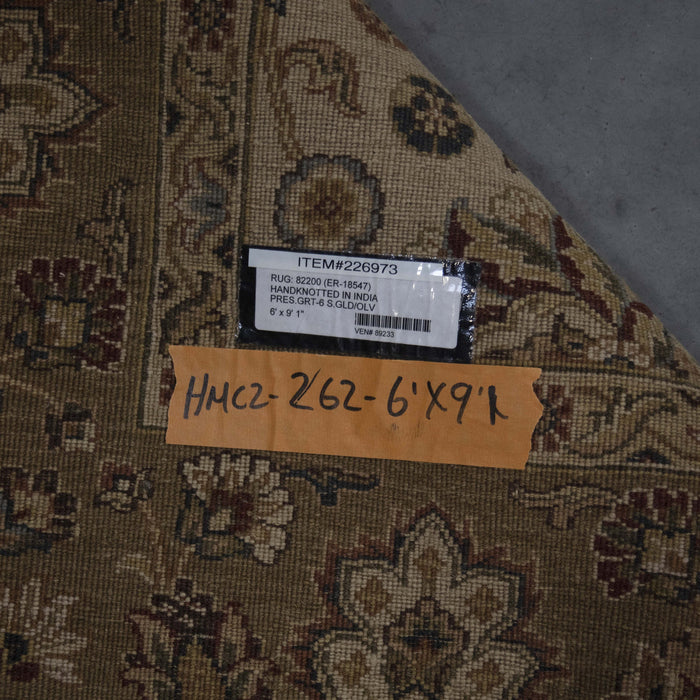 ITEM#226973
RUG: 82200 (ER-18547)
HANDKNOTTED IN INDIA
PRES.GRT-6 S.GLD/OLV
6' x 9' 1"
VEN# 89233
HMC2-262-6'X9'1